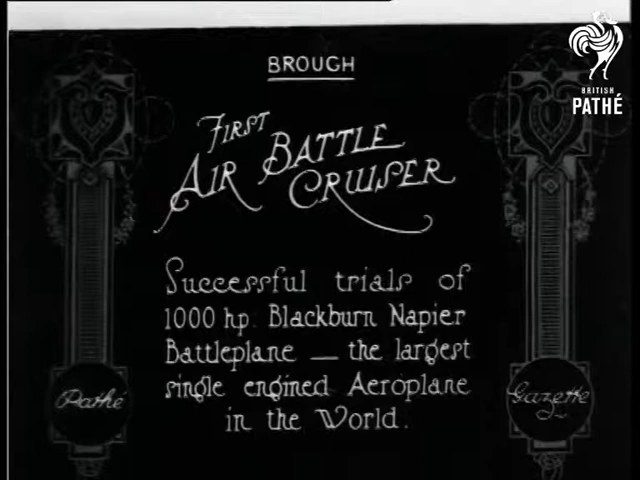 BROUGH
BRITISH
PATHÉ
FIRST
AIR BATTLE
CRUISER
Successful trials of
1000 hp. Blackburn Napier
Battleplane — the largest
single engined Aeroplane
in the World.
Pathé
Gazette